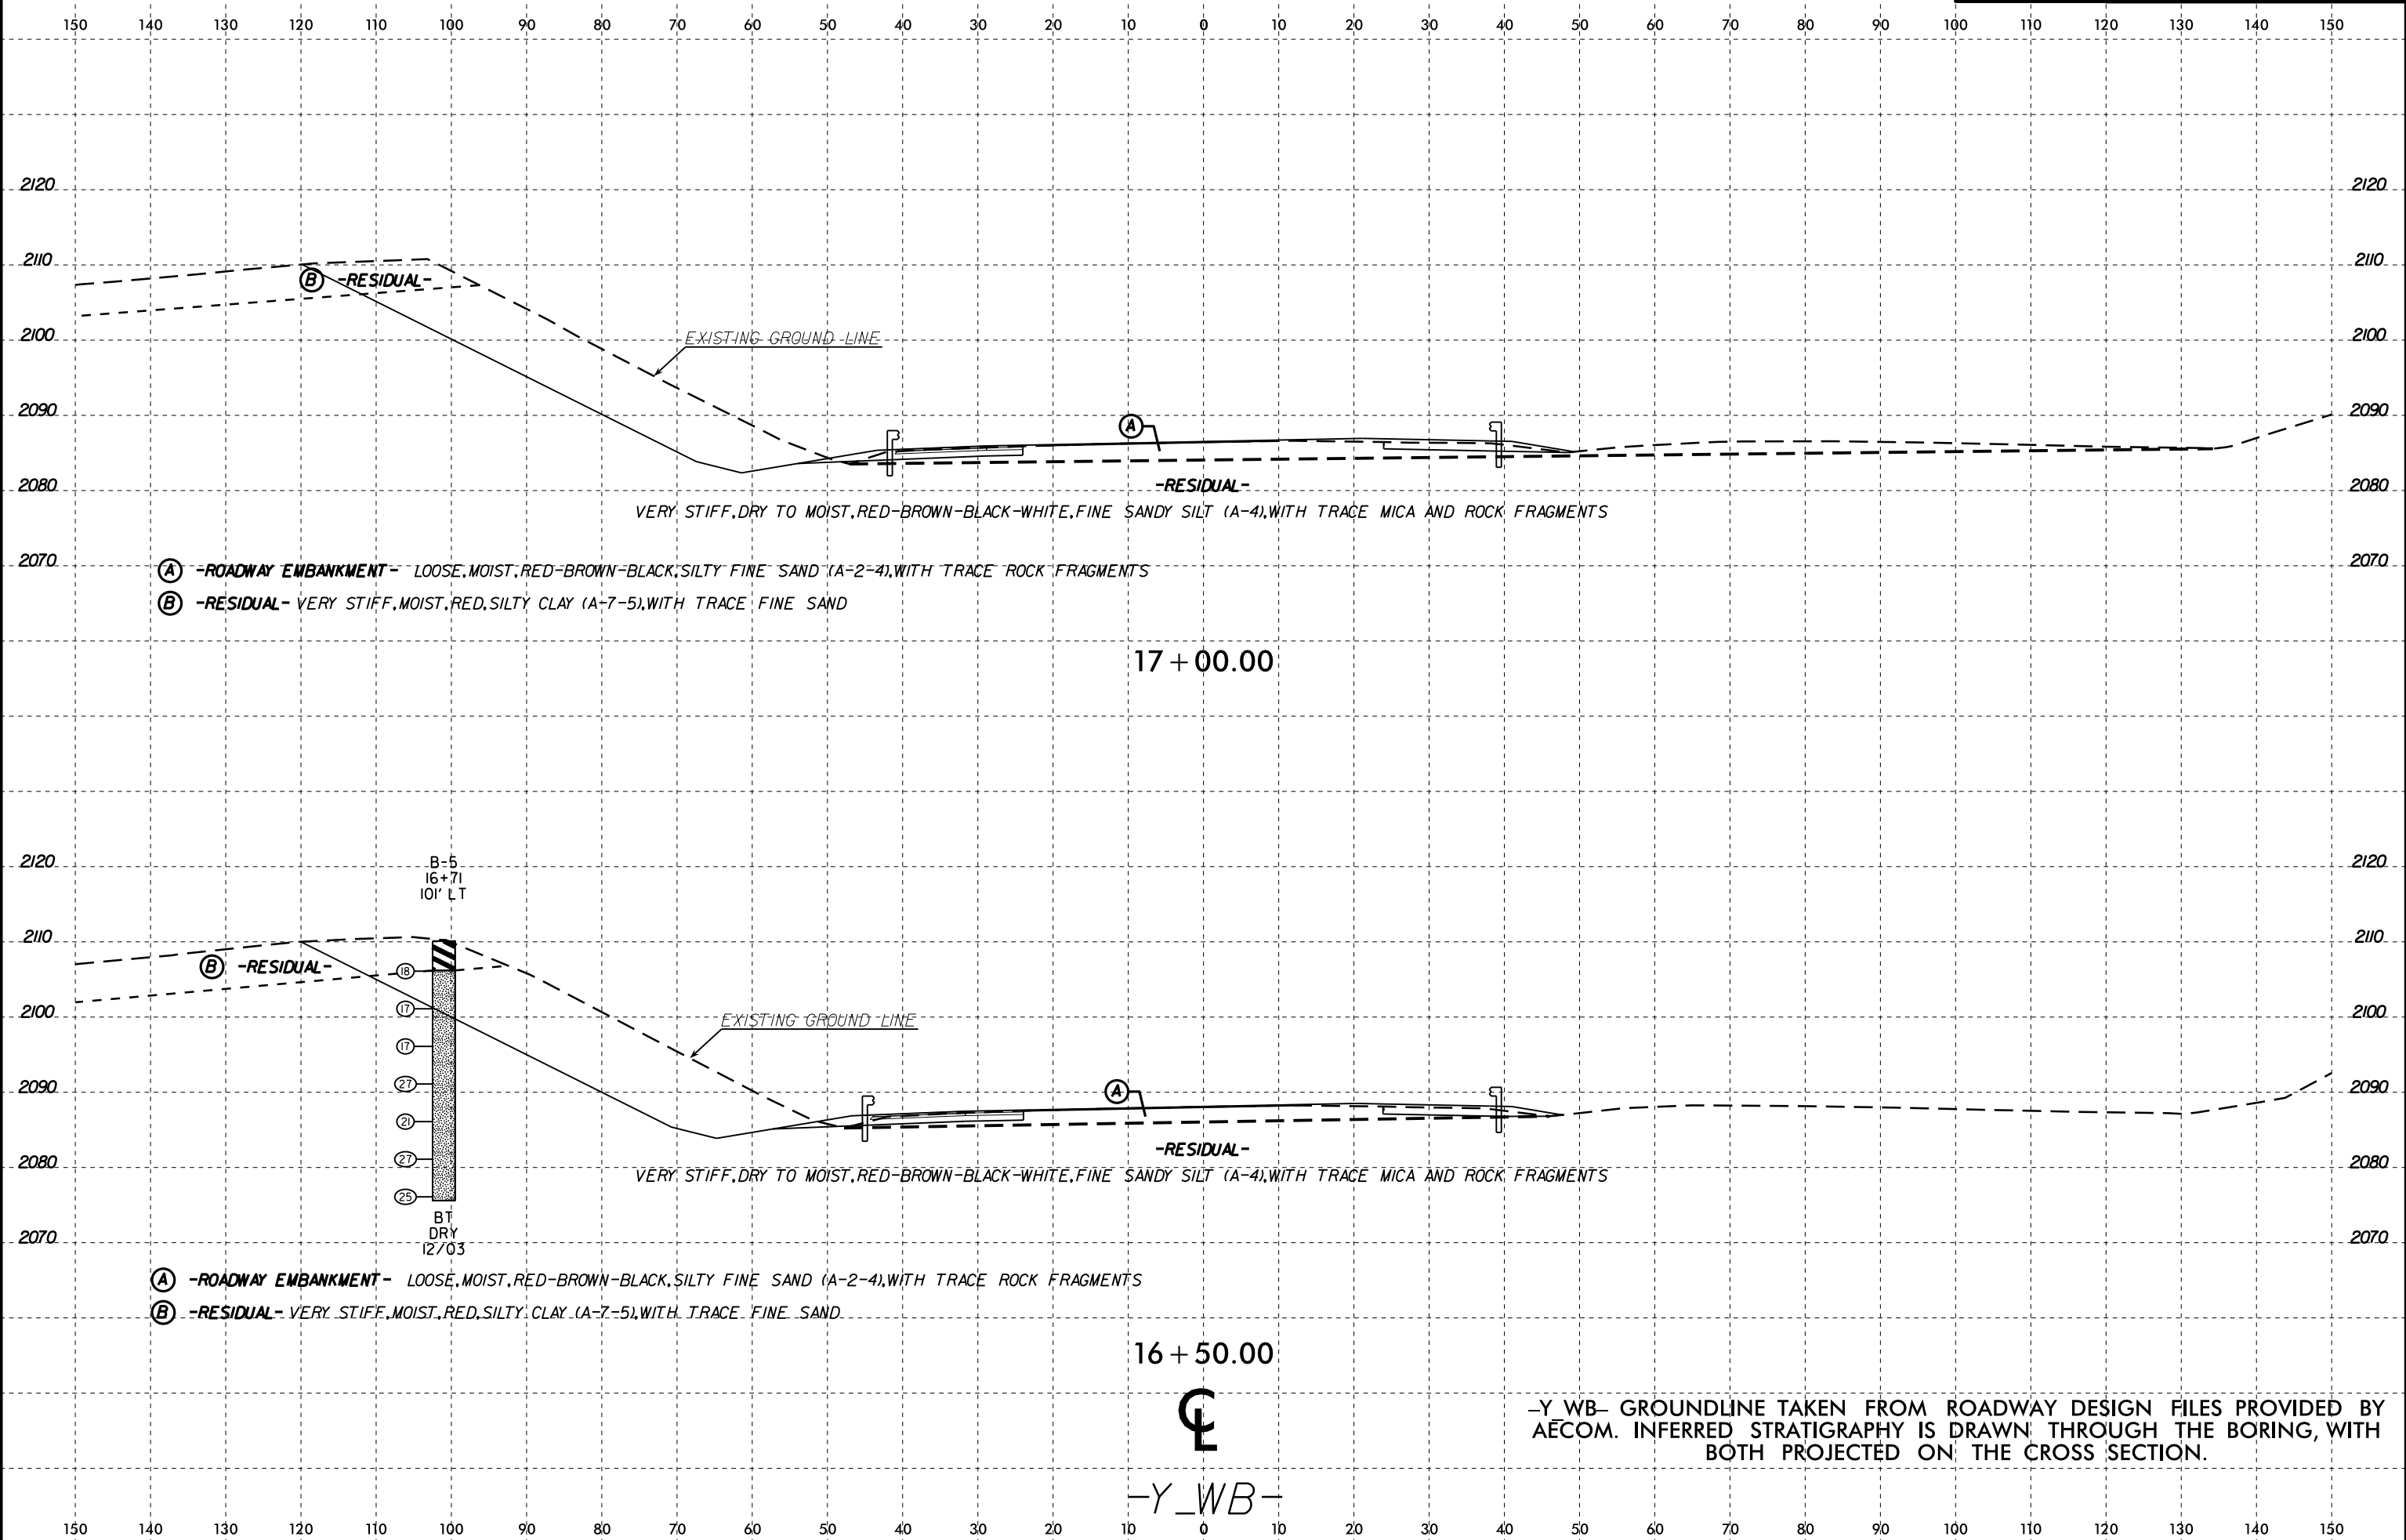 150 140 130 120 110 100 90 80 70 60 50 40 30 20 10 0 10 20 30 40 50 60 70 80 90 100 110 120 130 140 150
2120 2120
2110 2110
B -RESIDUAL-
2100 EXISTING GROUND LINE 2100
2090 A 2090
2080 -RESIDUAL- 2080
VERY STIFF,DRY TO MOIST,RED-BROWN-BLACK-WHITE,FINE SANDY SILT (A-4),WITH TRACE MICA AND ROCK FRAGMENTS
2070 2070
A -ROADWAY EMBANKMENT- LOOSE,MOIST,RED-BROWN-BLACK,SILTY FINE SAND (A-2-4),WITH TRACE ROCK FRAGMENTS
B -RESIDUAL- VERY STIFF,MOIST,RED,SILTY CLAY (A-7-5),WITH TRACE FINE SAND
17+00.00
2120 2120
B-5
16+71
101' LT
2110 2110
B -RESIDUAL-
18
17
2100 2100
EXISTING GROUND LINE
17
27
2090 A 2090
21
-RESIDUAL-
27
2080 2080
VERY STIFF,DRY TO MOIST,RED-BROWN-BLACK-WHITE,FINE SANDY SILT (A-4),WITH TRACE MICA AND ROCK FRAGMENTS
25
BT
DRY
12/03
2070 2070
A -ROADWAY EMBANKMENT- LOOSE,MOIST,RED-BROWN-BLACK,SILTY FINE SAND (A-2-4),WITH TRACE ROCK FRAGMENTS
B -RESIDUAL- VERY STIFF,MOIST,RED,SILTY CLAY (A-7-5),WITH TRACE FINE SAND
16+50.00
CL
-Y_WB- GROUNDLINE TAKEN FROM ROADWAY DESIGN FILES PROVIDED BY
AECOM. INFERRED STRATIGRAPHY IS DRAWN THROUGH THE BORING, WITH
BOTH PROJECTED ON THE CROSS SECTION.
-Y_WB-
150 140 130 120 110 100 90 80 70 60 50 40 30 20 10 0 10 20 30 40 50 60 70 80 90 100 110 120 130 140 150